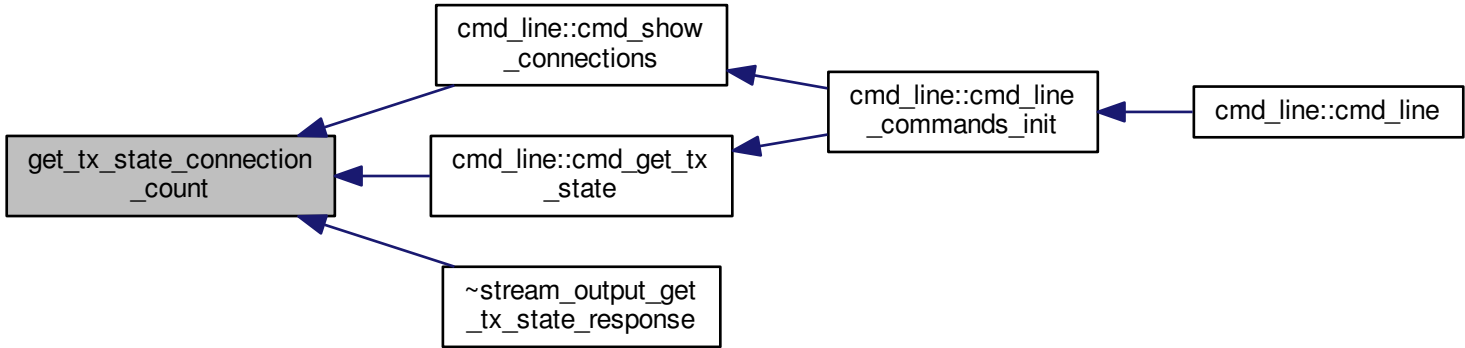 cmd_line::cmd_show
_connections
cmd_line::cmd_line
_commands_init
cmd_line::cmd_line
get_tx_state_connection
_count
cmd_line::cmd_get_tx
_state
~stream_output_get
_tx_state_response